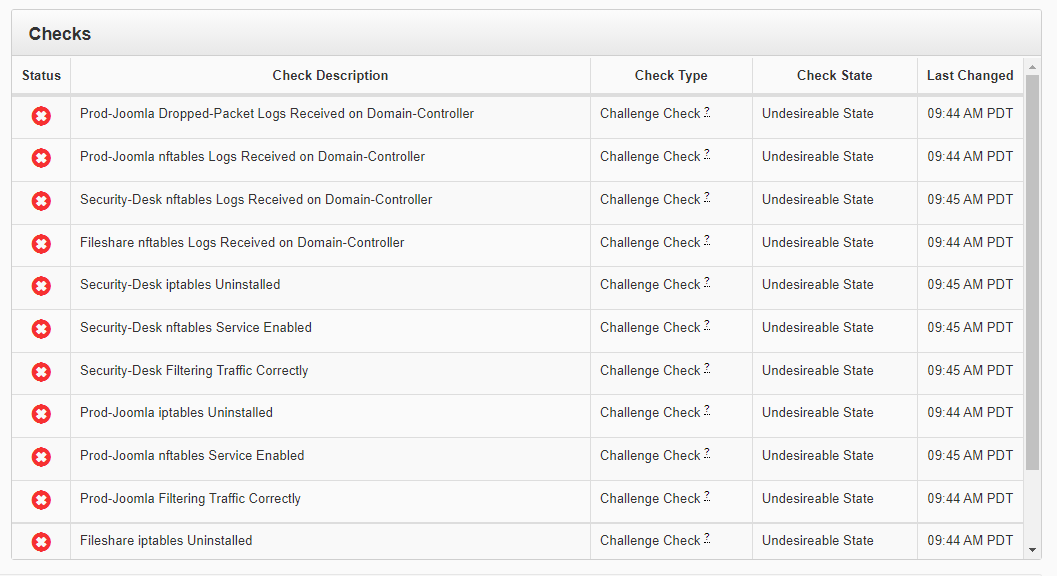 Checks
Status Check Description Check Type Check State Last Changed
Prod-Joomla Dropped-Packet Logs Received on Domain-Controller Challenge Check ? Undesireable State 09:44 AM PDT
Prod-Joomla nftables Logs Received on Domain-Controller Challenge Check ? Undesireable State 09:44 AM PDT
Security-Desk nftables Logs Received on Domain-Controller Challenge Check ? Undesireable State 09:45 AM PDT
Fileshare nftables Logs Received on Domain-Controller Challenge Check ? Undesireable State 09:44 AM PDT
Security-Desk iptables Uninstalled Challenge Check ? Undesireable State 09:45 AM PDT
Security-Desk nftables Service Enabled Challenge Check ? Undesireable State 09:45 AM PDT
Security-Desk Filtering Traffic Correctly Challenge Check ? Undesireable State 09:45 AM PDT
Prod-Joomla iptables Uninstalled Challenge Check ? Undesireable State 09:44 AM PDT
Prod-Joomla nftables Service Enabled Challenge Check ? Undesireable State 09:45 AM PDT
Prod-Joomla Filtering Traffic Correctly Challenge Check ? Undesireable State 09:44 AM PDT
Fileshare iptables Uninstalled Challenge Check ? Undesireable State 09:44 AM PDT